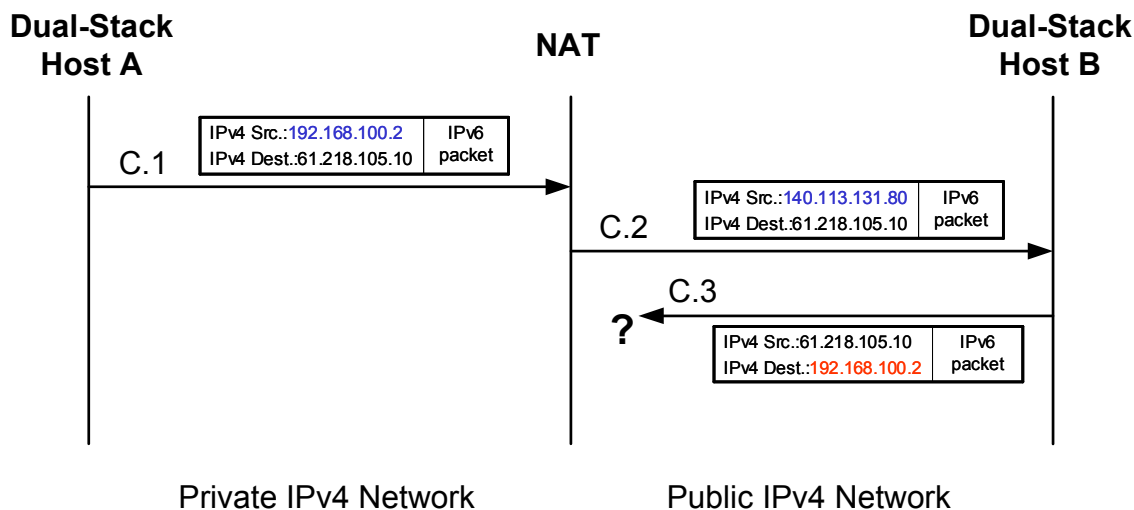 Dual-Stack
Host A
NAT
Dual-Stack
Host B
IPv4 Src.:192.168.100.2
IPv4 Dest.:61.218.105.10
IPv6
packet
C.1
IPv4 Src.:140.113.131.80
IPv4 Dest.:61.218.105.10
IPv6
packet
C.2
C.3
?
IPv4 Src.:61.218.105.10
IPv4 Dest.:192.168.100.2
IPv6
packet
Private IPv4 Network
Public IPv4 Network